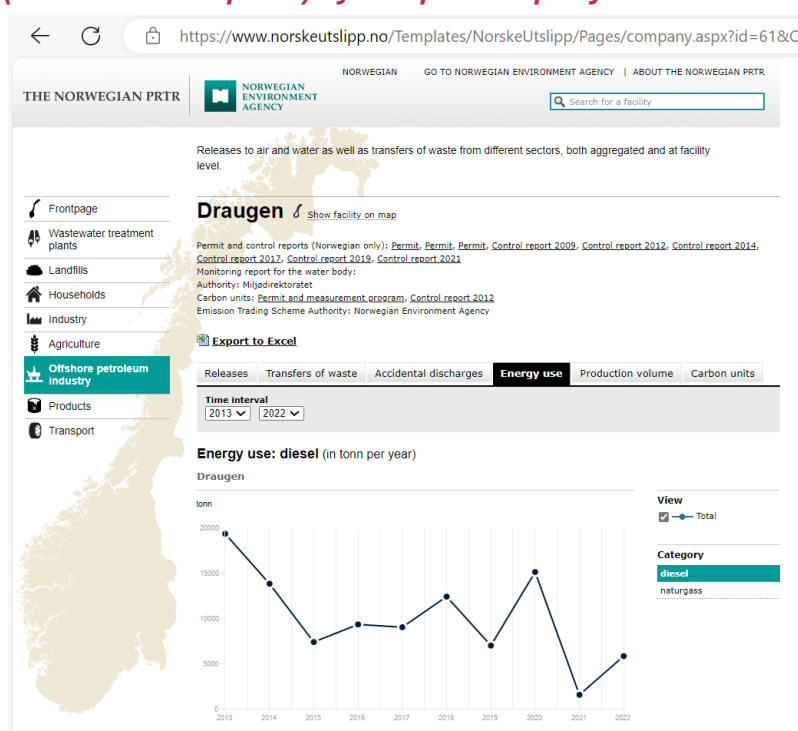 https://www.norskeutslipp.no/Templates/NorskeUtslipp/Pages/company.aspx?id=61&C
NORWEGIAN GO TO NORWEGIAN ENVIRONMENT AGENCY | ABOUT THE NORWEGIAN PRTR
THE NORWEGIAN PRTR
NORWEGIAN
ENVIRONMENT
AGENCY
Search for a facility
Releases to air and water as well as transfers of waste from different sectors, both aggregated and at facility
level.
Frontpage
Wastewater treatment
plants
Landfills
Households
Industry
Agriculture
Offshore petroleum
industry
Products
Transport
Draugen Show facility on map
Permit and control reports (Norwegian only): Permit, Permit, Permit, Control report 2009, Control report 2012, Control report 2014,
Control report 2017, Control report 2019, Control report 2021
Monitoring report for the water body:
Authority: Miljødirektoratet
Carbon units: Permit and measurement program, Control report 2012
Emission Trading Scheme Authority: Norwegian Environment Agency
Export to Excel
Releases Transfers of waste Accidental discharges Energy use Production volume Carbon units
Time interval
2013 2022
Energy use: diesel (in tonn per year)
Draugen
tonn
20000
15000
10000
5000
0
2013 2014 2015 2016 2017 2018 2019 2020 2021 2022
View
Total
Category
diesel
naturgass